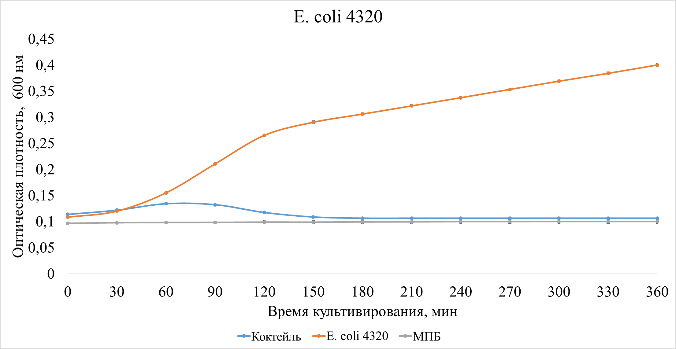 E. coli 4320
Оптическая плотность, 600 нм
0,45
0,4
0,35
0,3
0,25
0,2
0,15
0,1
0,05
0
0 30 60 90 120 150 180 210 240 270 300 330 360
Время культивирования, мин
Коктейль E. coli 4320 МПБ